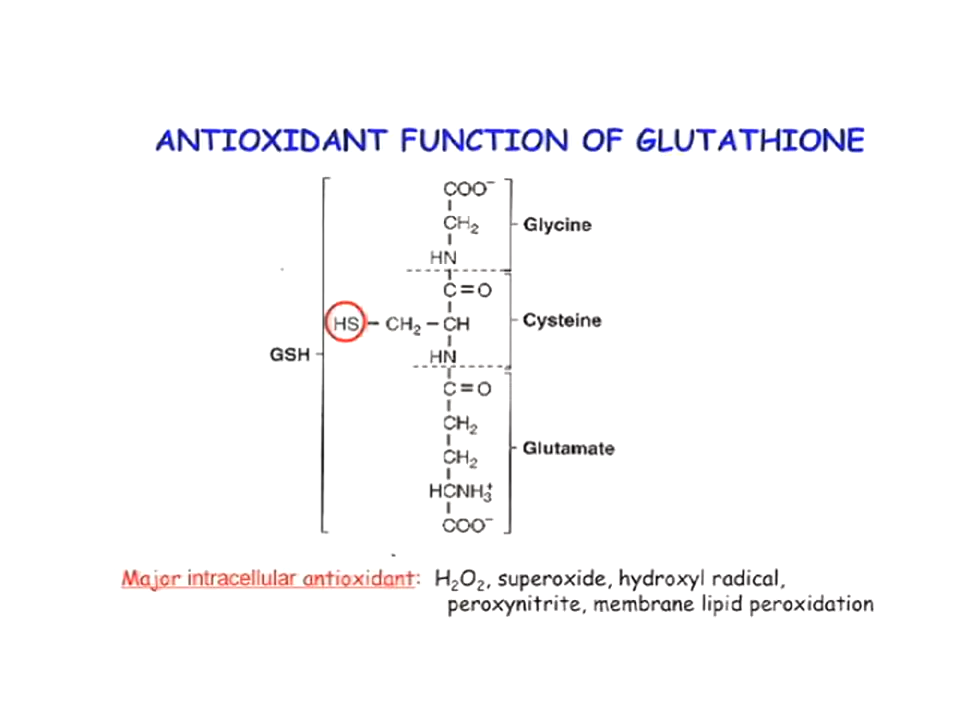 ANTIOXIDANT FUNCTION OF GLUTATHIONE
COO⁻
CH₂
Glycine
HN
C=O
HS – CH₂ – CH
Cysteine
GSH
HN
C=O
CH₂
Glutamate
CH₂
HCNH₃⁺
COO⁻
Major intracellular antioxidant: H₂O₂, superoxide, hydroxyl radical,
peroxynitrite, membrane lipid peroxidation